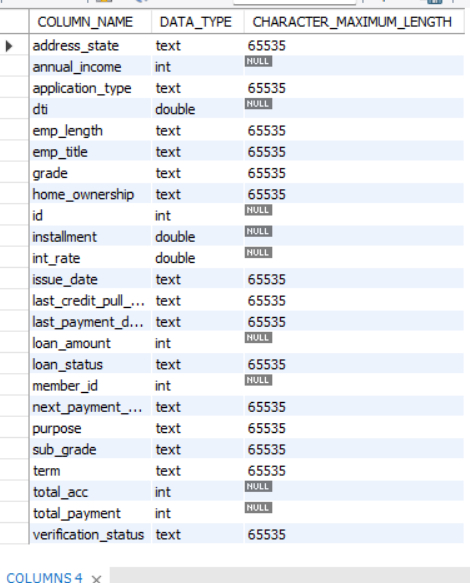 COLUMN_NAME DATA_TYPE CHARACTER_MAXIMUM_LENGTH
address_state text 65535
annual_income int NULL
application_type text 65535
dti double NULL
emp_length text 65535
emp_title text 65535
grade text 65535
home_ownership text 65535
id int NULL
installment double NULL
int_rate double NULL
issue_date text 65535
last_credit_pull_... text 65535
last_payment_d... text 65535
loan_amount int NULL
loan_status text 65535
member_id int NULL
next_payment_... text 65535
purpose text 65535
sub_grade text 65535
term text 65535
total_acc int NULL
total_payment int NULL
verification_status text 65535
COLUMNS 4